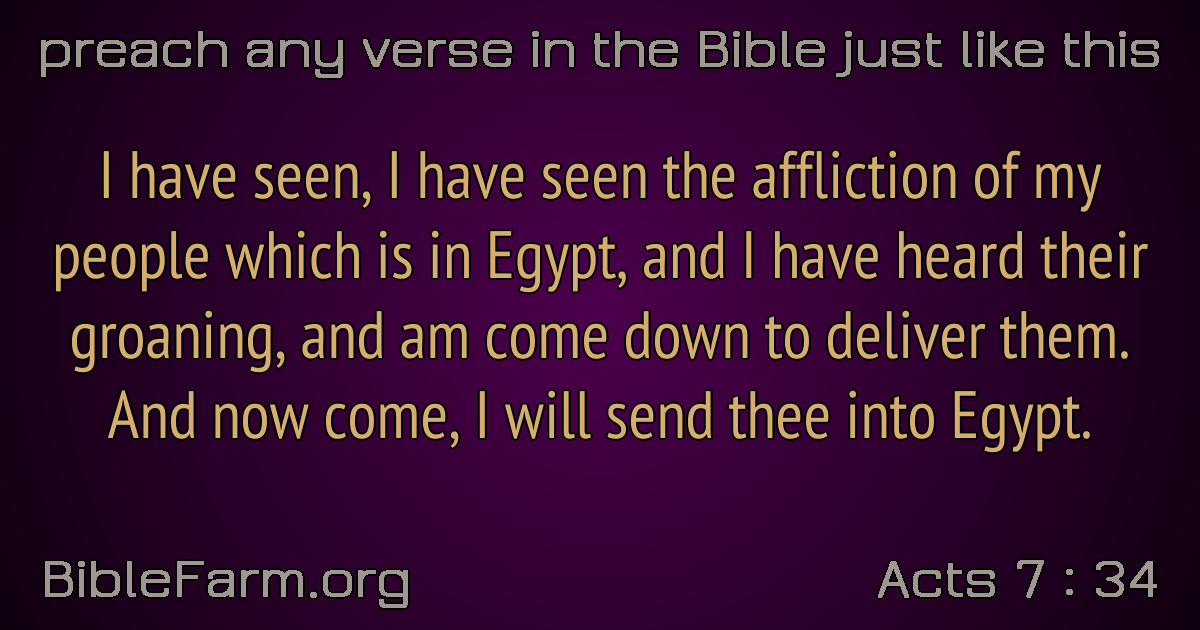 preach any verse in the Bible just like this
I have seen, I have seen the affliction of my
people which is in Egypt, and I have heard their
groaning, and am come down to deliver them.
And now come, I will send thee into Egypt.
BibleFarm.org
Acts 7 : 34